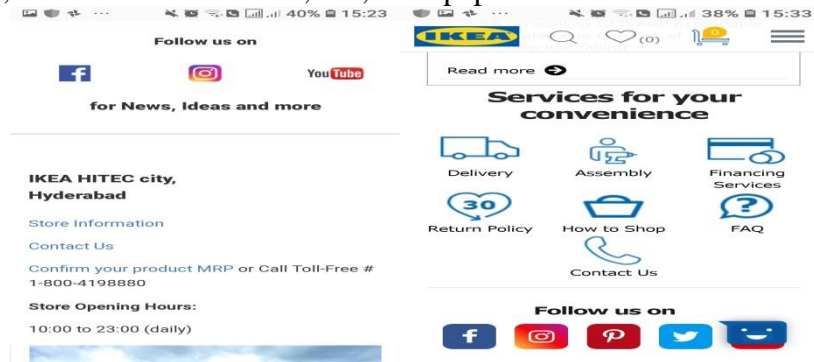 40% 15:23
Follow us on
f
You Tube
for News, Ideas and more
IKEA HITEC city,
Hyderabad
Store Information
Contact Us
Confirm your product MRP or Call Toll-Free #
1-800-4198880
Store Opening Hours:
10:00 to 23:00 (daily)
38% 15:33
IKEA
(0)
0
Read more
Services for your
convenience
Delivery
Assembly
Financing
Services
30
Return Policy
How to Shop
?
FAQ
Contact Us
Follow us on
f